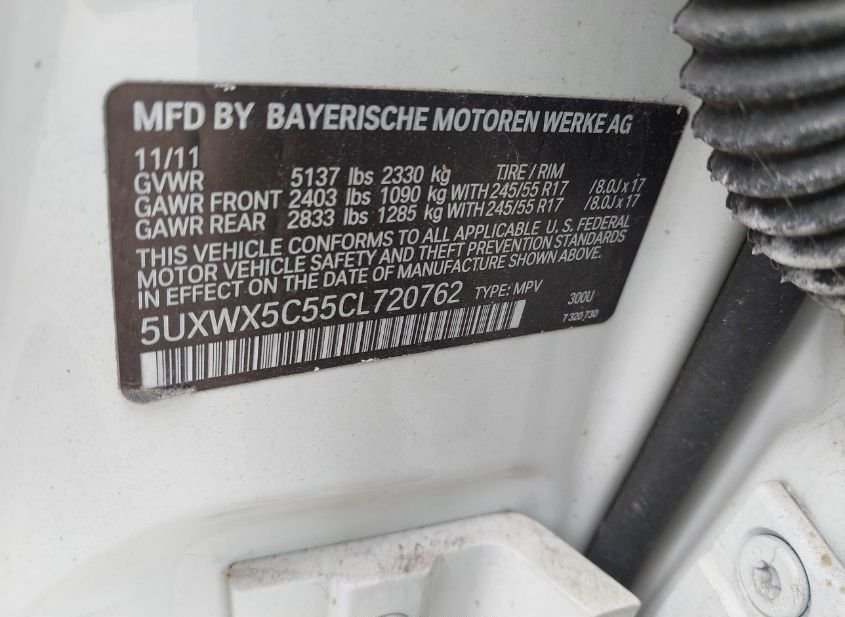 MFD BY BAYERISCHE MOTOREN WERKE AG
11/11
GVWR 5137 lbs 2330 kg TIRE / RIM
GAWR FRONT 2403 lbs 1090 kg WITH 245/55 R17 /8.0J x 17
GAWR REAR 2833 lbs 1285 kg WITH 245/55 R17 /8.0J x 17
THIS VEHICLE CONFORMS TO ALL APPLICABLE U. S. FEDERAL
MOTOR VEHICLE SAFETY AND THEFT PREVENTION STANDARDS
IN EFFECT ON THE DATE OF MANUFACTURE SHOWN ABOVE.
5UXWX5C55CL720762 TYPE: MPV 300U
7 320 730